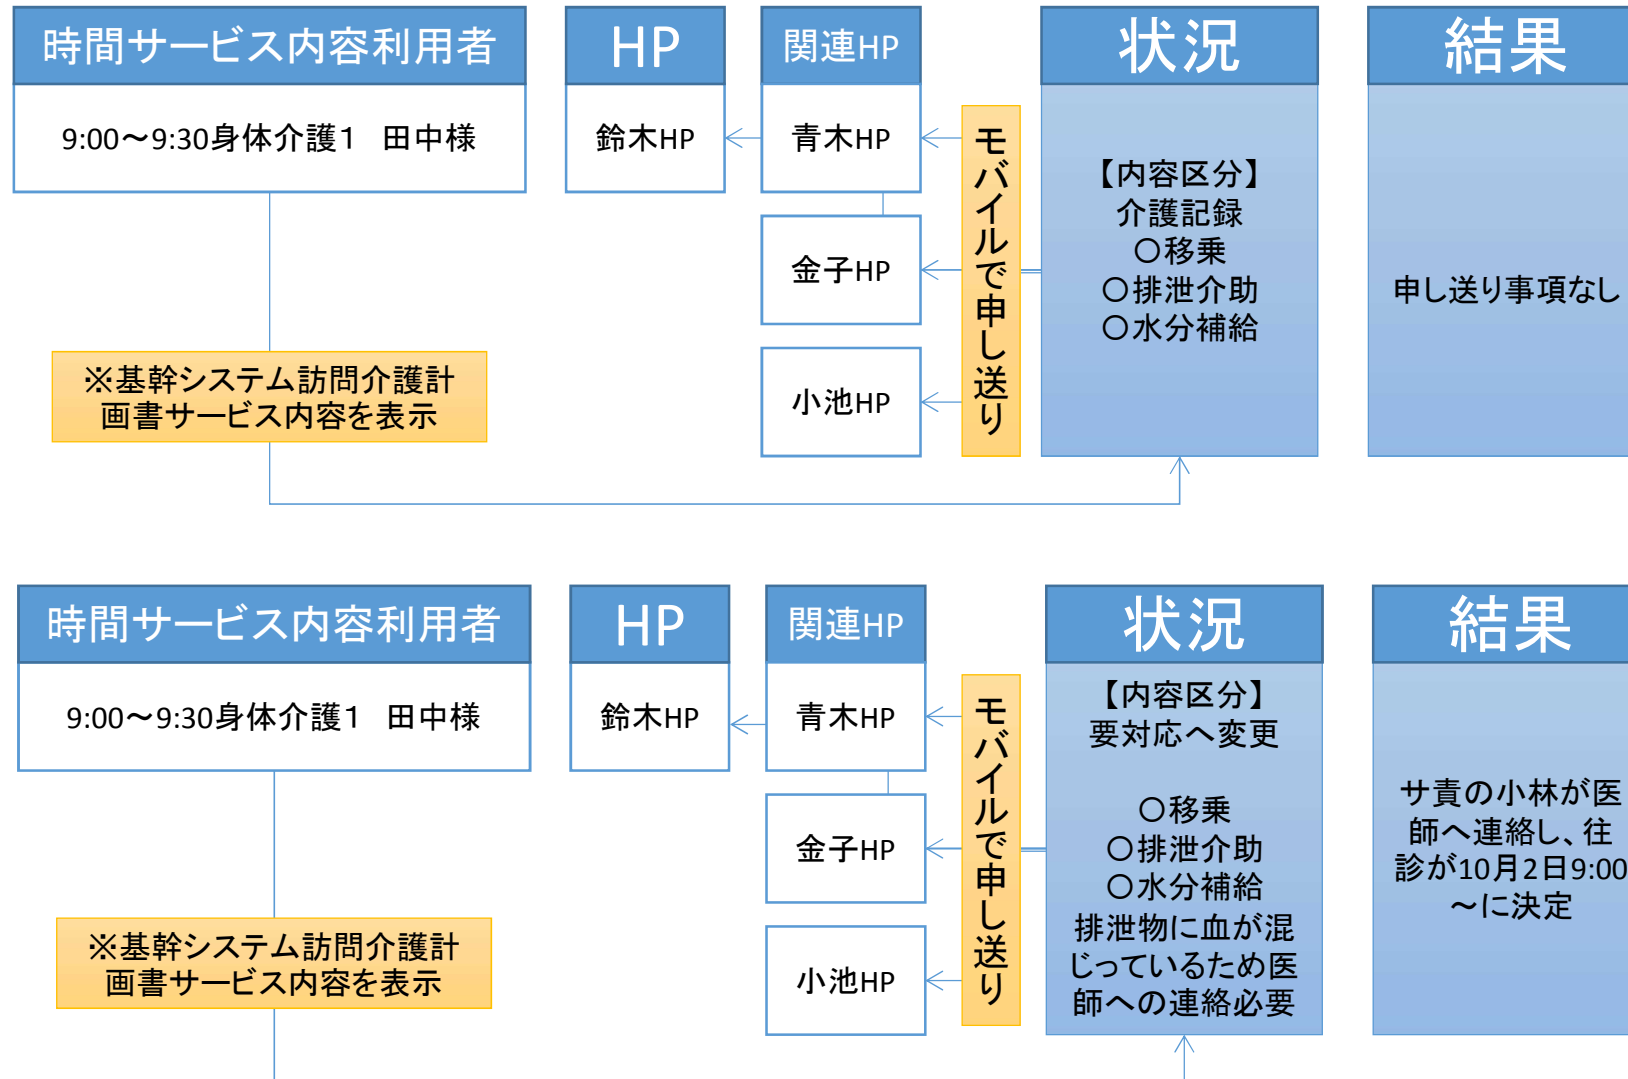 時間サービス内容利用者
HP
関連HP
状況
結果
9:00～9:30身体介護1　田中様
鈴木HP
青木HP
金子HP
小池HP
モバイルで申し送り
【内容区分】
介護記録
〇移乗
〇排泄介助
〇水分補給
申し送り事項なし
※基幹システム訪問介護計
画書サービス内容を表示
時間サービス内容利用者
HP
関連HP
状況
結果
9:00～9:30身体介護1　田中様
鈴木HP
青木HP
金子HP
小池HP
モバイルで申し送り
【内容区分】
要対応へ変更
〇移乗
〇排泄介助
〇水分補給
排泄物に血が混
じっているため医
師への連絡必要
サ責の小林が医
師へ連絡し、往
診が10月2日9:00
～に決定
※基幹システム訪問介護計
画書サービス内容を表示